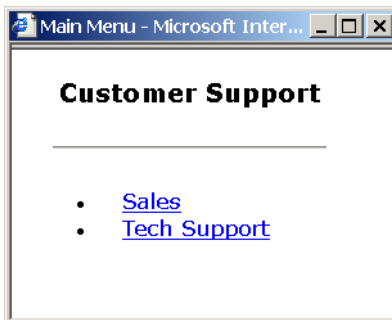 Main Menu - Microsoft Inter...
Customer Support
Sales
Tech Support